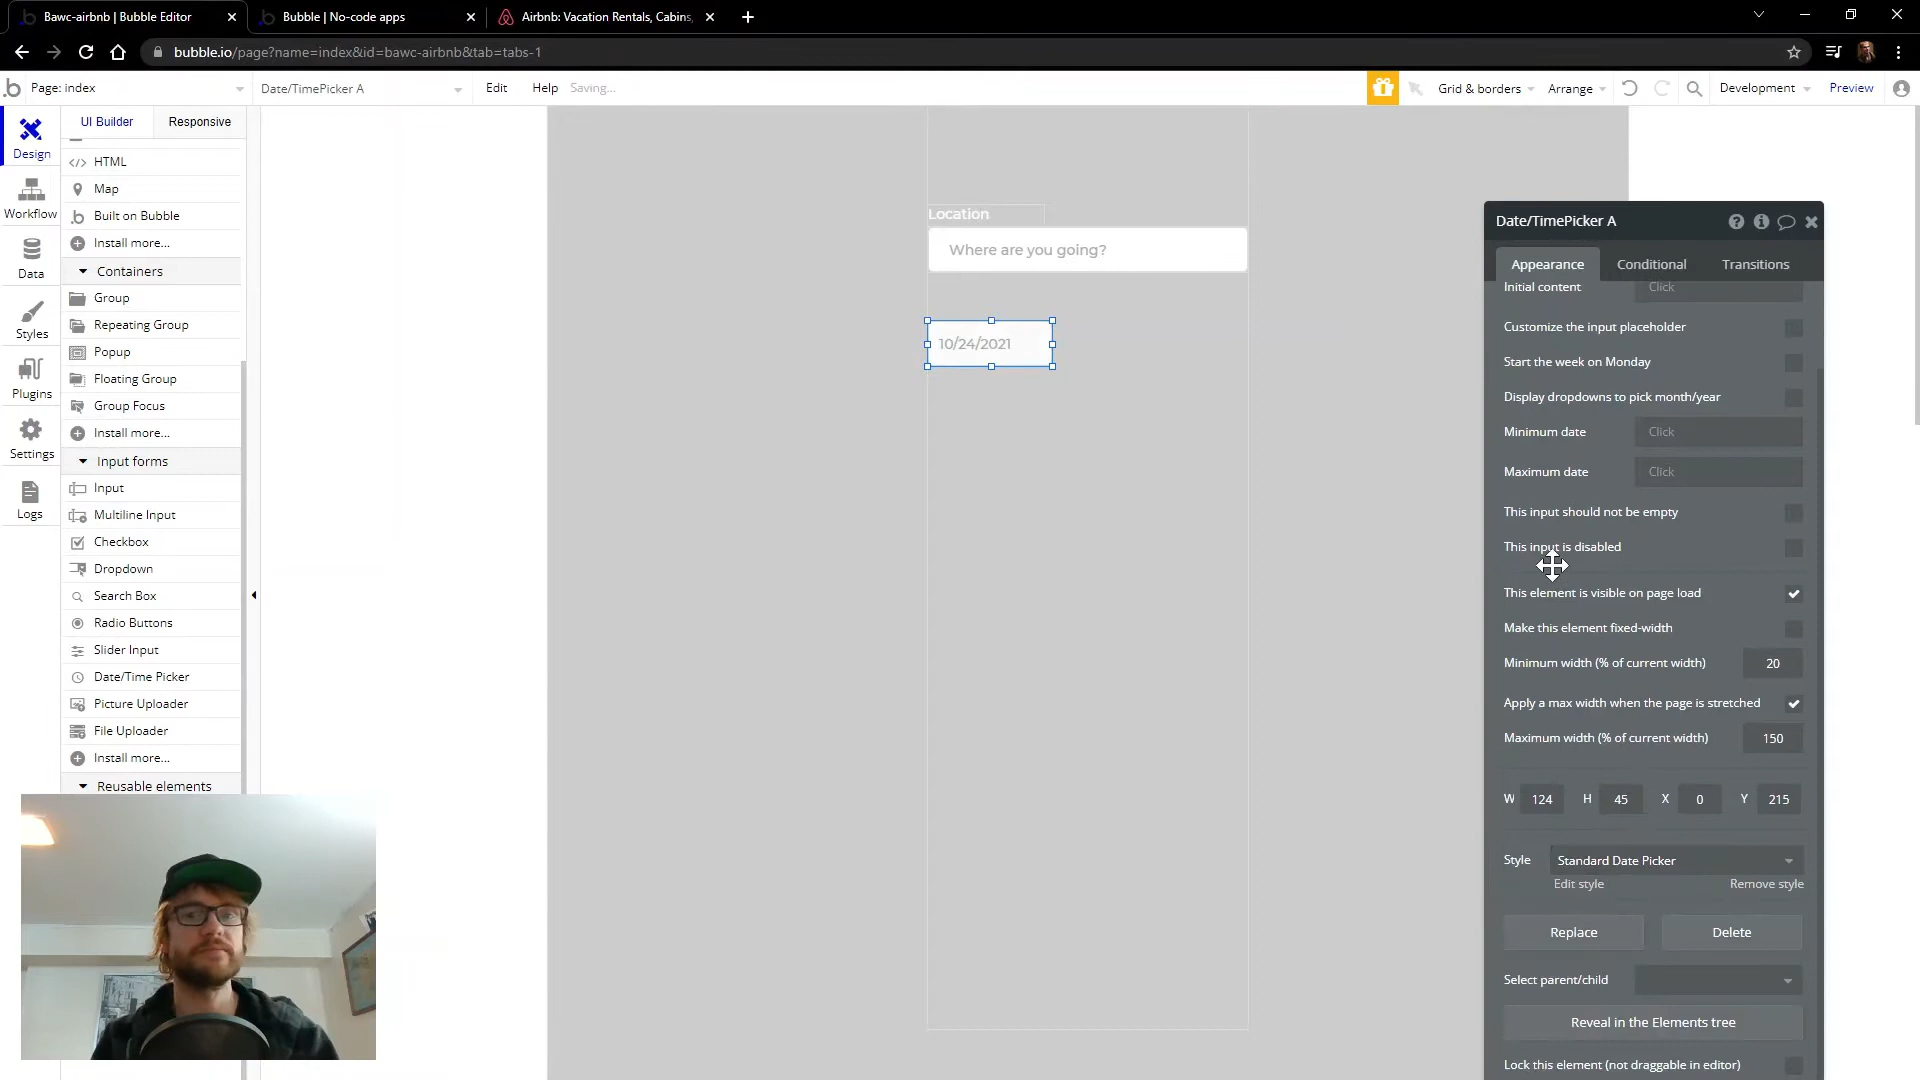 Bawc-airbnb | Bubble Editor
Bubble | No-code apps
Airbnb: Vacation Rentals, Cabins,
bubble.io/page?name=index&id=bawc-airbnb&tab=tabs-1
Page: index
Date/TimePicker A
Edit
Help
Saving...
Grid & borders
Arrange
Development
Preview
Design
Workflow
Data
Styles
Plugins
Settings
Logs
UI Builder
Responsive
HTML
Map
Built on Bubble
Install more...
Containers
Group
Repeating Group
Popup
Floating Group
Group Focus
Install more...
Input forms
Input
Multiline Input
Checkbox
Dropdown
Search Box
Radio Buttons
Slider Input
Date/Time Picker
Picture Uploader
File Uploader
Install more...
Reusable elements
Location
Where are you going?
10/24/2021
Date/TimePicker A
Appearance
Conditional
Transitions
Initial content
Click
Customize the input placeholder
Start the week on Monday
Display dropdowns to pick month/year
Minimum date
Click
Maximum date
Click
This input should not be empty
This input is disabled
This element is visible on page load
Make this element fixed-width
Minimum width (% of current width)
20
Apply a max width when the page is stretched
Maximum width (% of current width)
150
W 124 H 45 X 0 Y 215
Style
Standard Date Picker
Edit style
Remove style
Replace
Delete
Select parent/child
Reveal in the Elements tree
Lock this element (not draggable in editor)